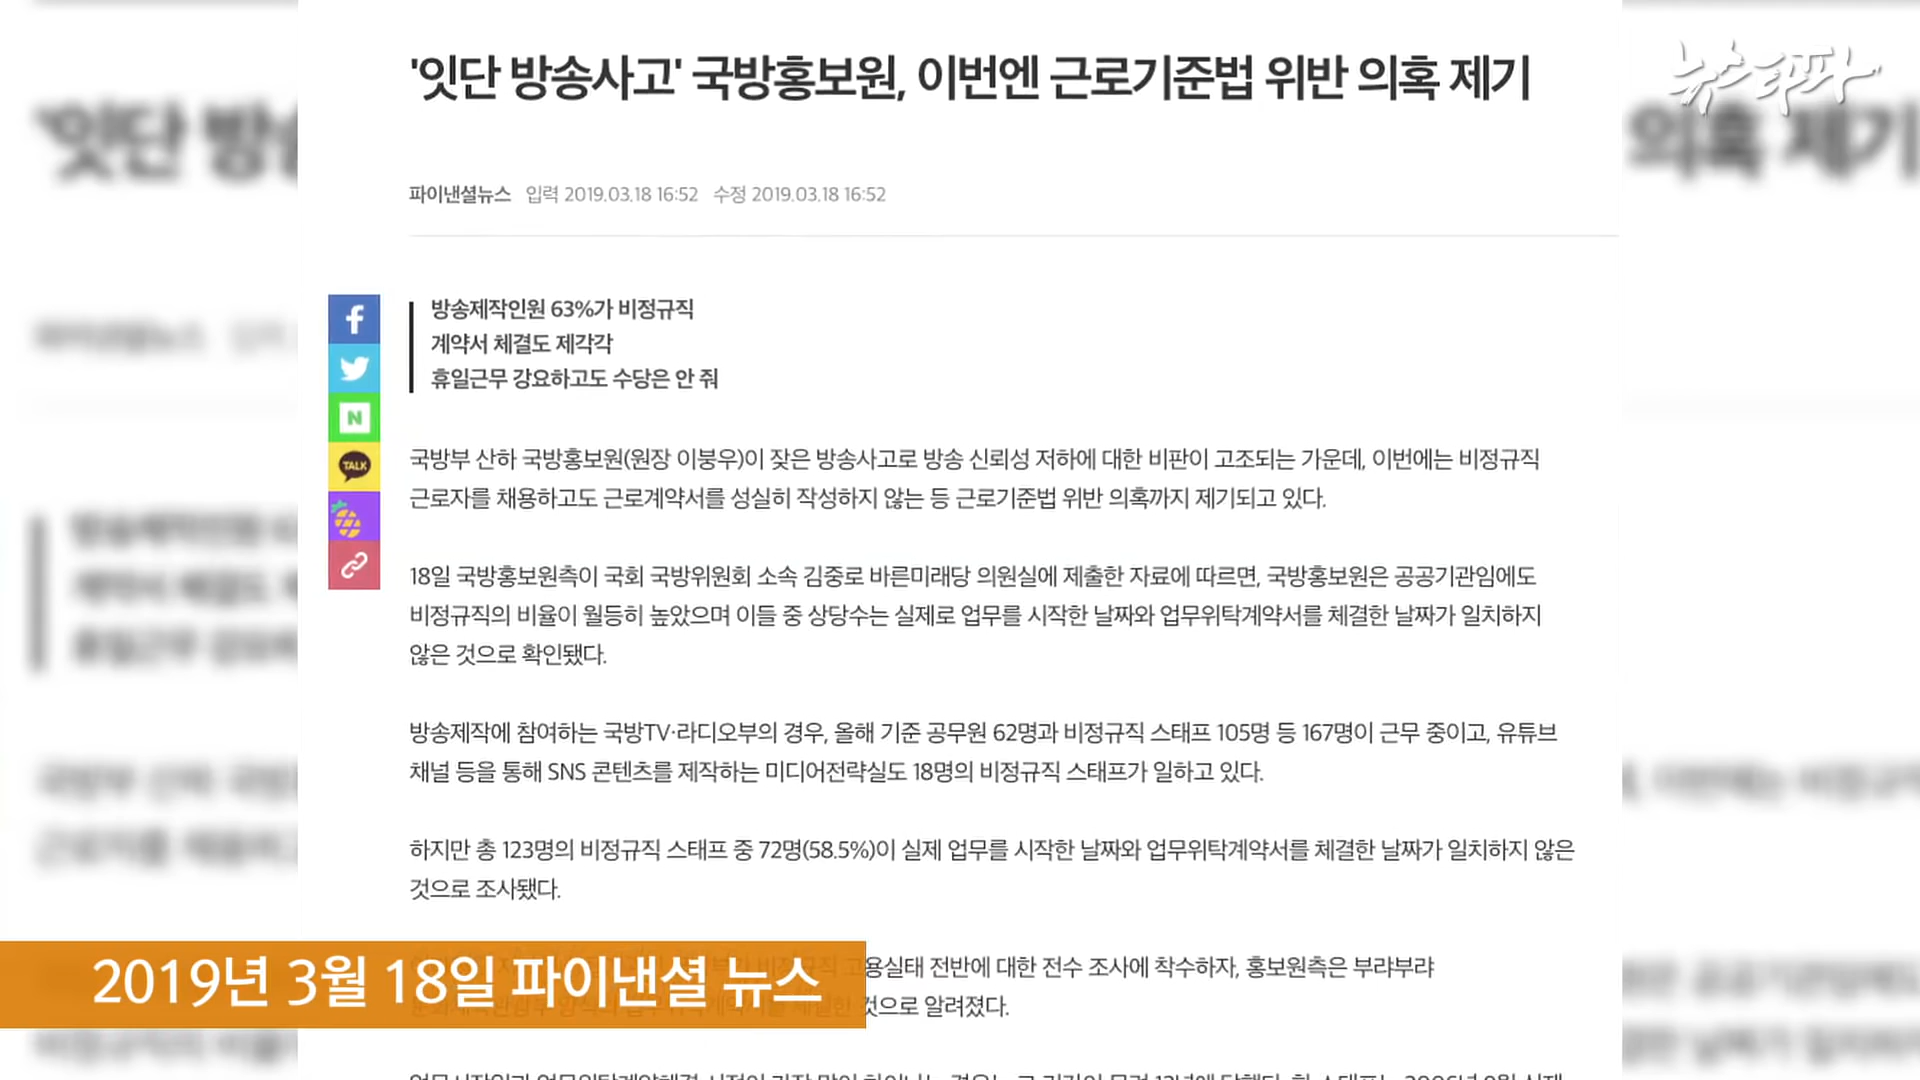 '잇단 방송사고' 국방홍보원, 이번엔 근로기준법 위반 의혹 제기
뉴스타파
파이낸셜뉴스 입력 2019.03.18 16:52 수정 2019.03.18 16:52
방송제작인원 63%가 비정규직
계약서 체결도 제각각
휴일근무 강요하고도 수당은 안 줘
N
TALK
국방부 산하 국방홍보원(원장 이붕우)이 잦은 방송사고로 방송 신뢰성 저하에 대한 비판이 고조되는 가운데, 이번에는 비정규직
근로자를 채용하고도 근로계약서를 성실히 작성하지 않는 등 근로기준법 위반 의혹까지 제기되고 있다.
18일 국방홍보원측이 국회 국방위원회 소속 김중로 바른미래당 의원실에 제출한 자료에 따르면, 국방홍보원은 공공기관임에도
비정규직의 비율이 월등히 높았으며 이들 중 상당수는 실제로 업무를 시작한 날짜와 업무위탁계약서를 체결한 날짜가 일치하지
않은 것으로 확인됐다.
방송제작에 참여하는 국방TV·라디오부의 경우, 올해 기준 공무원 62명과 비정규직 스태프 105명 등 167명이 근무 중이고, 유튜브
채널 등을 통해 SNS 콘텐츠를 제작하는 미디어전략실도 18명의 비정규직 스태프가 일하고 있다.
하지만 총 123명의 비정규직 스태프 중 72명(58.5%)이 실제 업무를 시작한 날짜와 업무위탁계약서를 체결한 날짜가 일치하지 않은
것으로 조사됐다.
비정규직 고용실태 전반에 대한 전수 조사에 착수하자, 홍보원측은 부랴부랴
것으로 알려졌다.
2019년 3월 18일 파이낸셜 뉴스